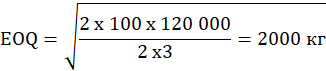 EOQ = √(2 x 100 x 120 000 / 2 x3) = 2000 кг